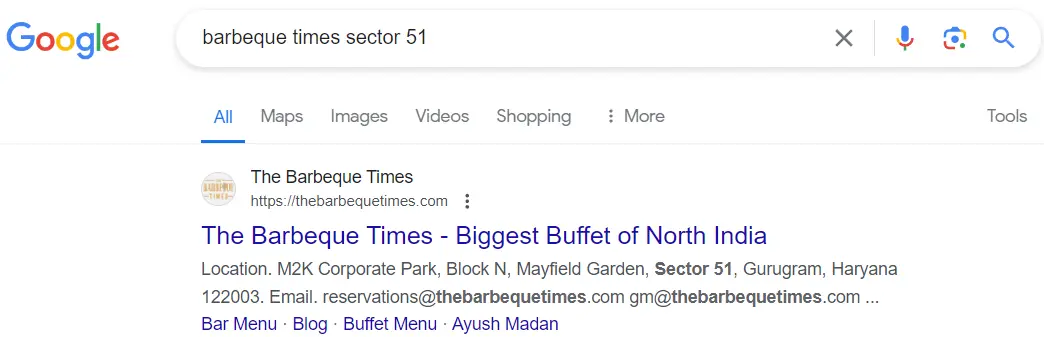 Google
barbeque times sector 51
All Maps Images Videos Shopping More Tools
The Barbeque Times
BARBEQUE
TIMES
https://thebarbequetimes.com
The Barbeque Times - Biggest Buffet of North India
Location. M2K Corporate Park, Block N, Mayfield Garden, Sector 51, Gurugram, Haryana
122003. Email. reservations@thebarbequetimes.com gm@thebarbequetimes.com ...
Bar Menu · Blog · Buffet Menu · Ayush Madan